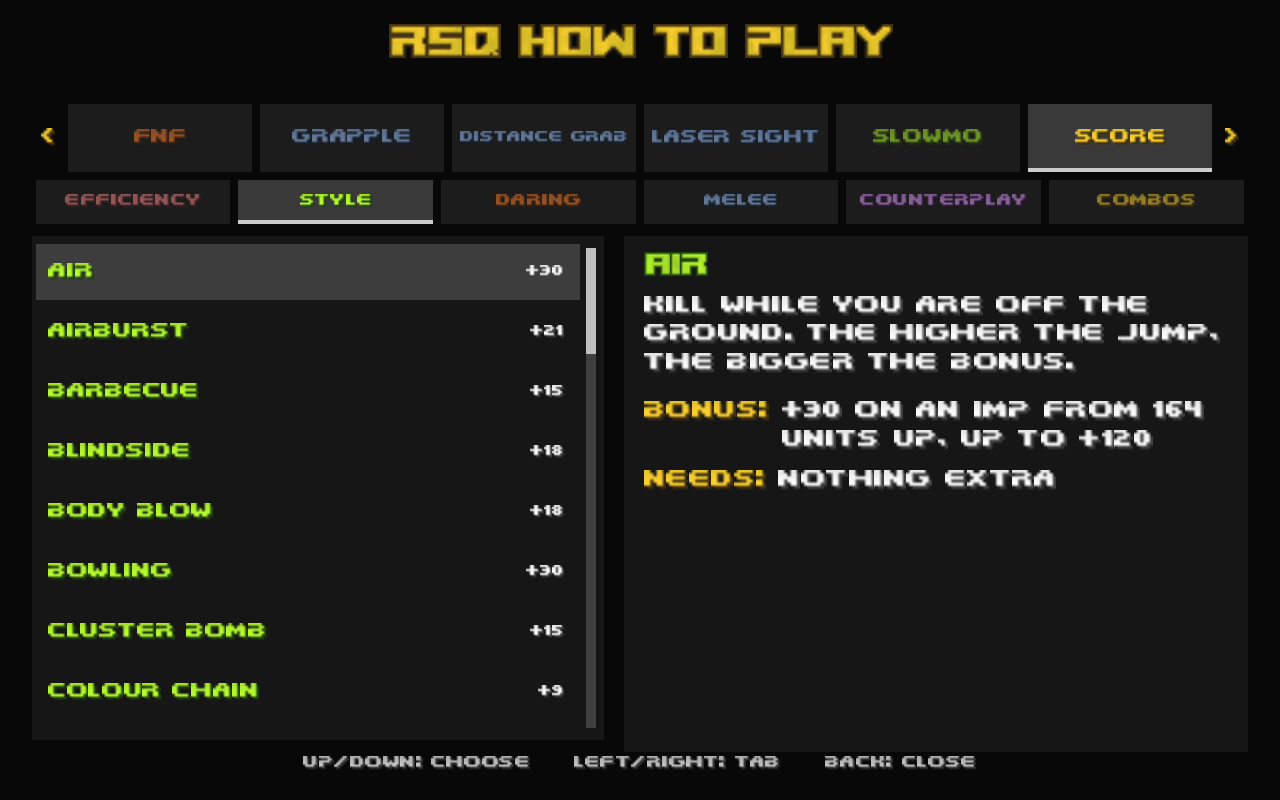 RSQ HOW TO PLAY
< FNF GRAPPLE DISTANCE GRAB LASER SIGHT SLOWMO SCORE >
EFFICIENCY STYLE DARING MELEE COUNTERPLAY COMBOS
AIR +30
AIRBURST +21
BARBECUE +15
BLINDSIDE +18
BODY BLOW +18
BOWLING +30
CLUSTER BOMB +15
COLOUR CHAIN +9
AIR
KILL WHILE YOU ARE OFF THE
GROUND. THE HIGHER THE JUMP,
THE BIGGER THE BONUS.
BONUS: +30 ON AN IMP FROM 164
UNITS UP, UP TO +120
NEEDS: NOTHING EXTRA
UP/DOWN: CHOOSE LEFT/RIGHT: TAB BACK: CLOSE